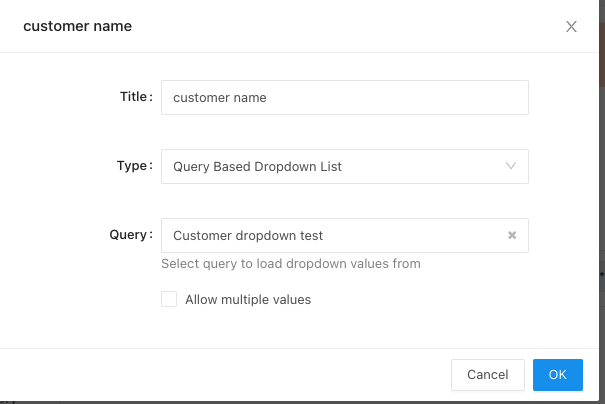 customer name
Title :
customer name
Type :
Query Based Dropdown List
Query :
Customer dropdown test
Select query to load dropdown values from
Allow multiple values
Cancel
OK